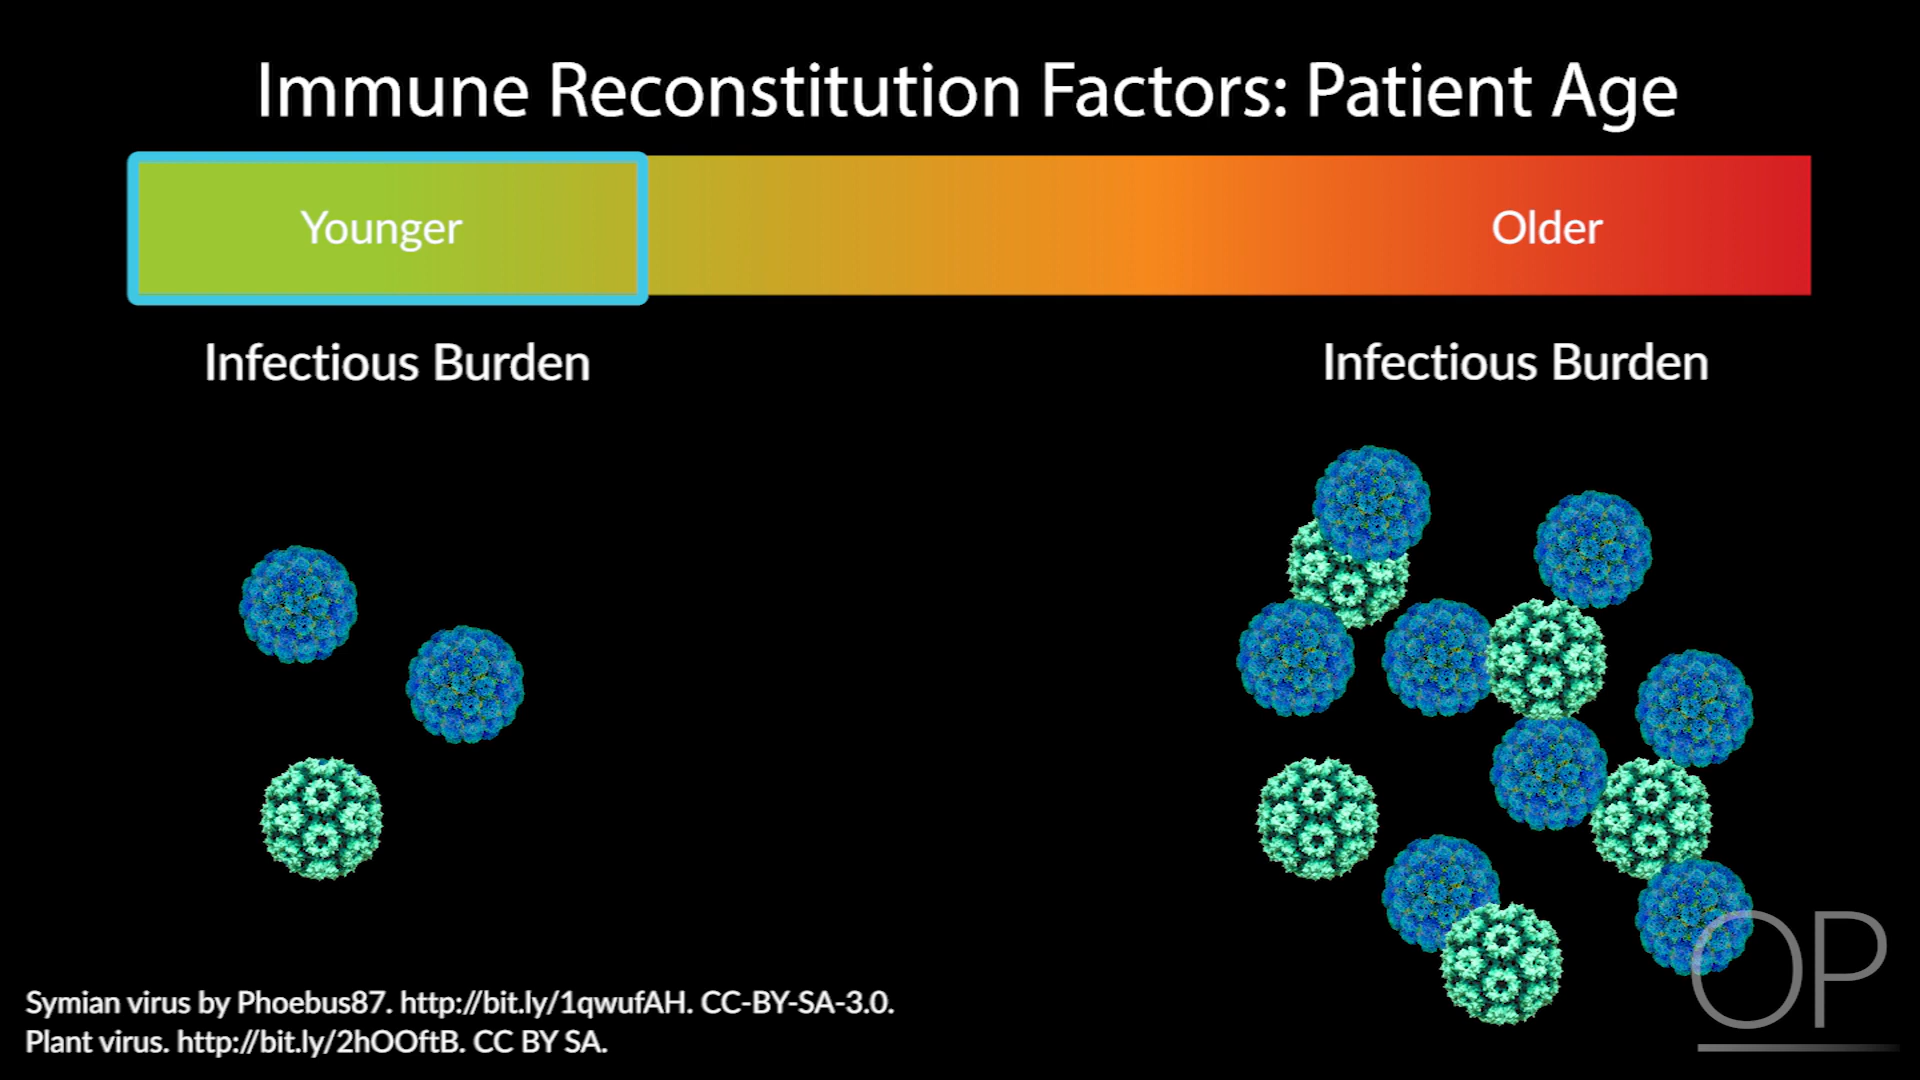 Immune Reconstitution Factors: Patient Age
Younger
Older
Infectious Burden
Infectious Burden
Symian virus by Phoebus87. http://bit.ly/1qwufAH. CC-BY-SA-3.0.
Plant virus. http://bit.ly/2hOOftB. CC BY SA.
OP